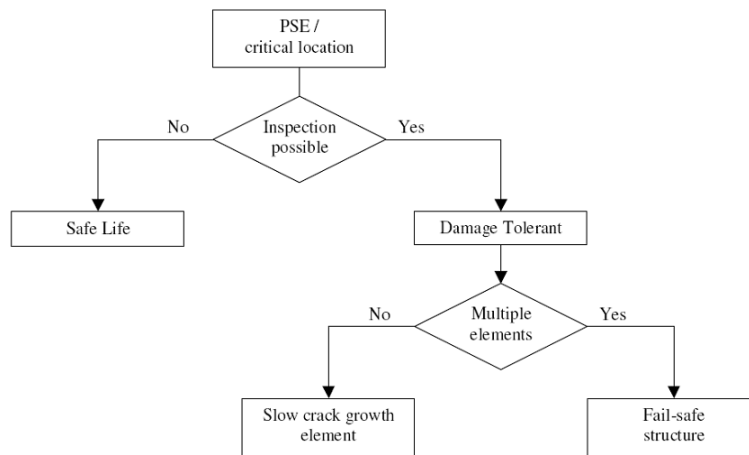 PSE /
critical location
No
Inspection
possible
Yes
Safe Life
Damage Tolerant
No
Multiple
elements
Yes
Slow crack growth
element
Fail-safe
structure